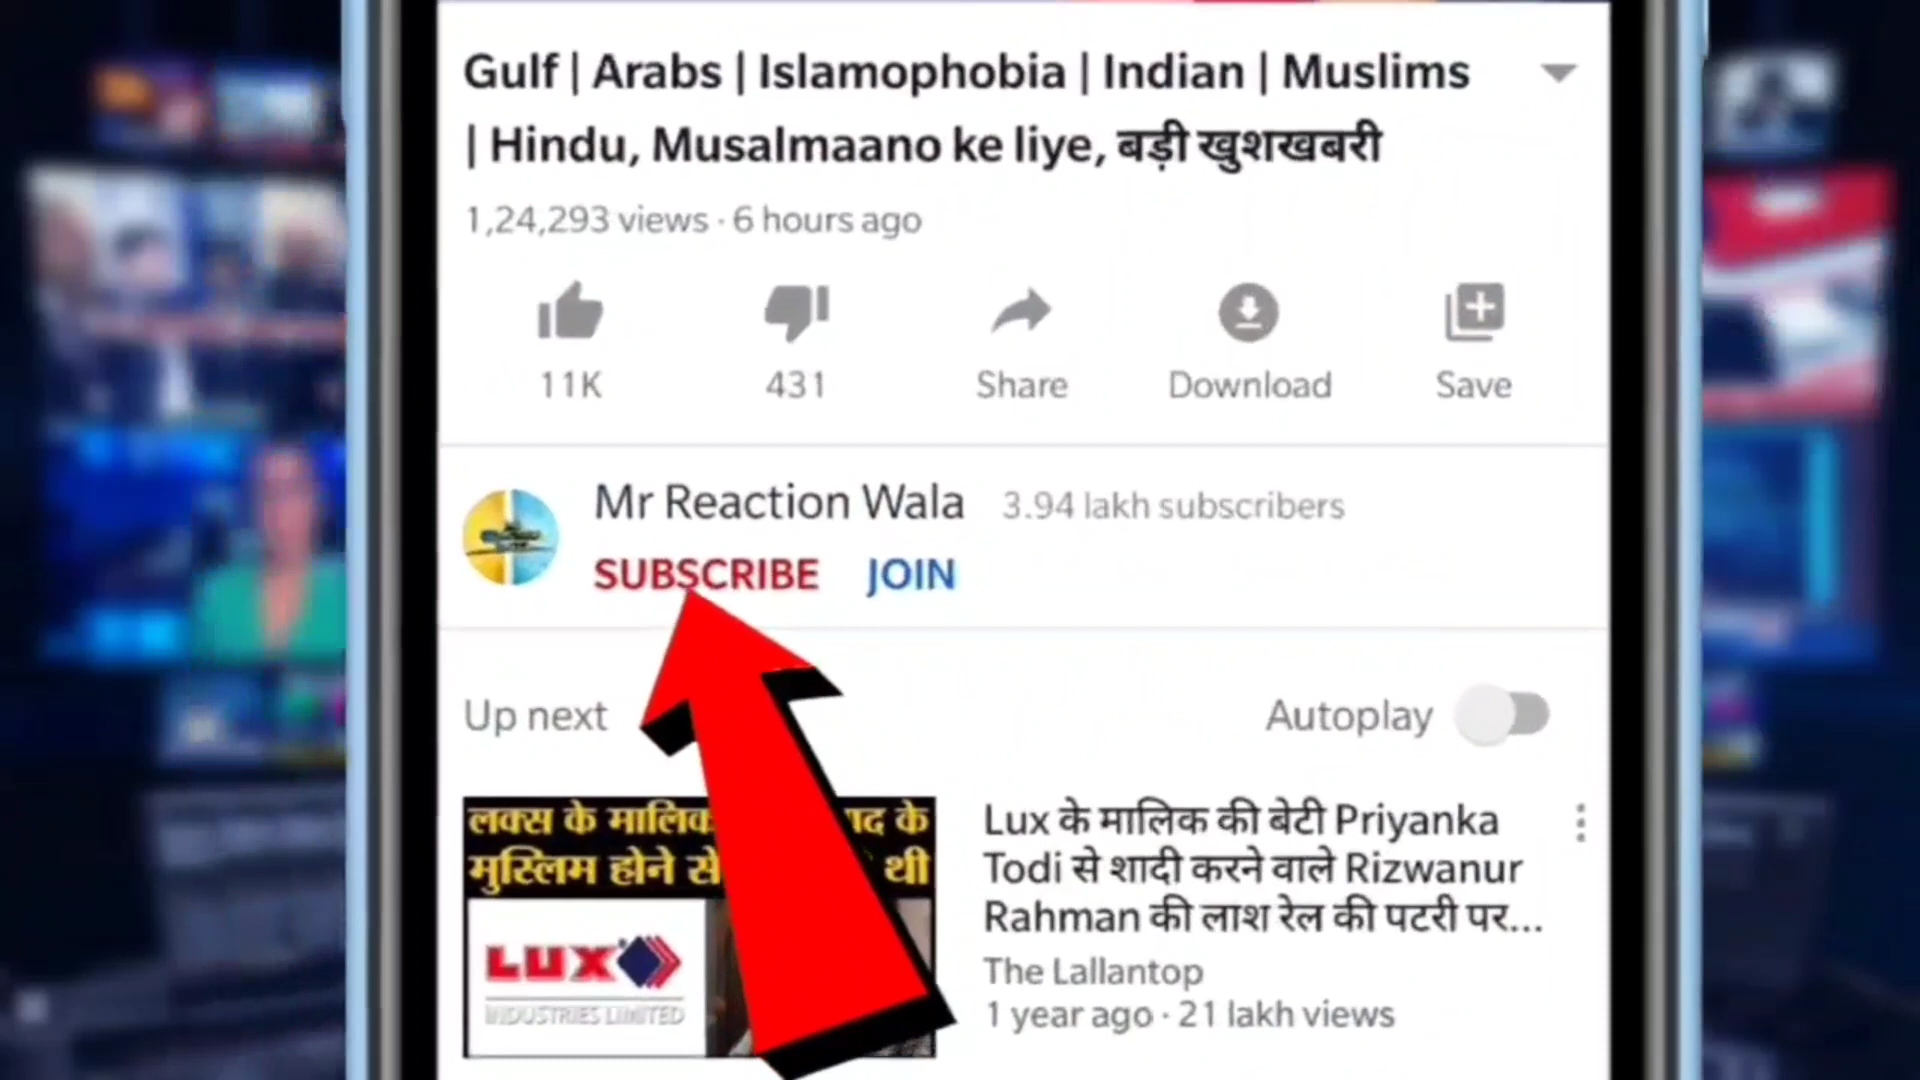 Gulf | Arabs | Islamophobia | Indian | Muslims
| Hindu, Musalmaano ke liye, बड़ी खुशखबरी
1,24,293 views · 6 hours ago
11K
431
Share
Download
Save
Mr Reaction Wala
3.94 lakh subscribers
SUBSCRIBE
JOIN
Up next
Autoplay
लक्स के मालिक के
मुस्लिम होने से थी
LUX
INDUSTRIES LIMITED
Lux के मालिक की बेटी Priyanka
Todi से शादी करने वाले Rizwanur
Rahman की लाश रेल की पटरी पर...
The Lallantop
1 year ago · 21 lakh views